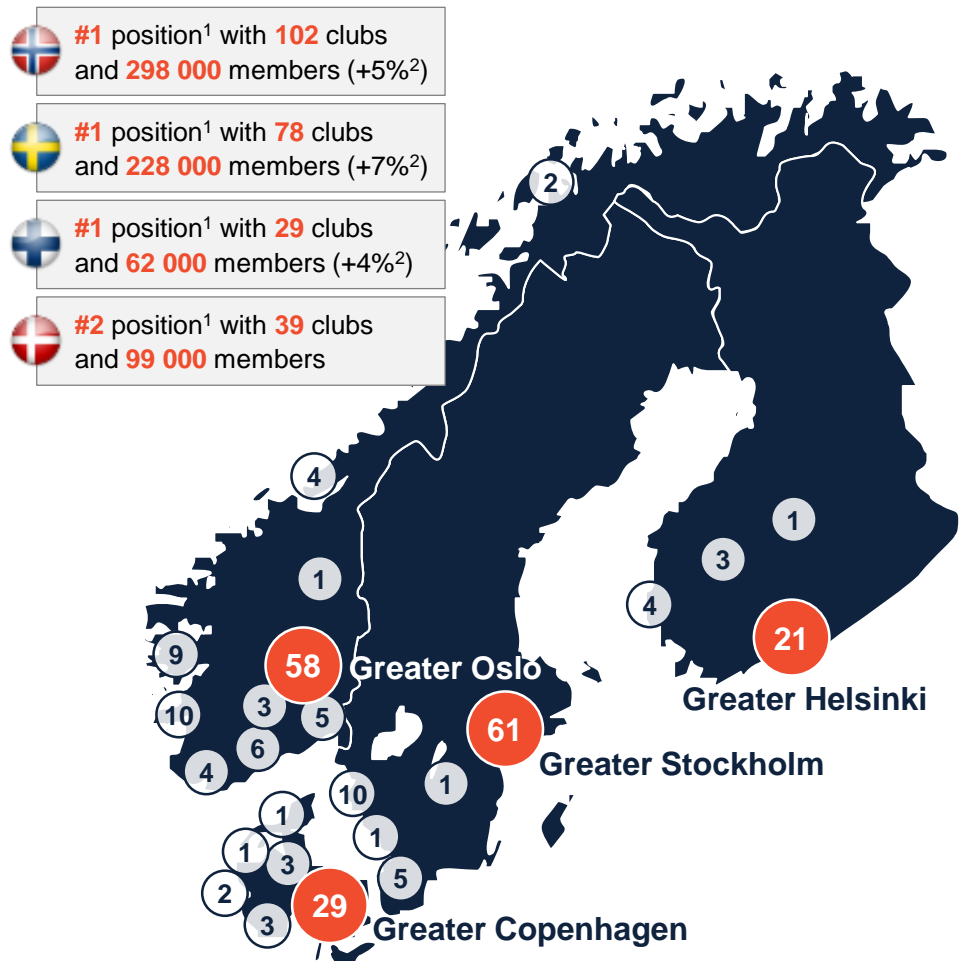 #1 position¹ with 102 clubs
and 298 000 members (+5%²)
#1 position¹ with 78 clubs
and 228 000 members (+7%²)
#1 position¹ with 29 clubs
and 62 000 members (+4%²)
#2 position¹ with 39 clubs
and 99 000 members
2
4
1
1
3
4
9
58 Greater Oslo
21
Greater Helsinki
10
3
5
61
Greater Stockholm
6
4
10
1
1
1
1
3
5
2
29
Greater Copenhagen
3